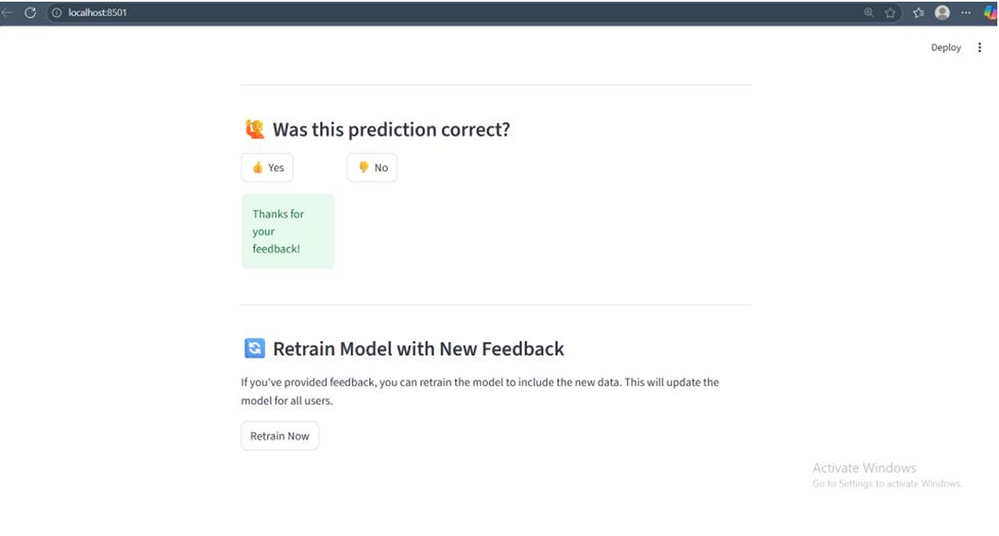 localhost:8501
Deploy
Was this prediction correct?
Yes
No
Thanks for
your
feedback!
Retrain Model with New Feedback
If you've provided feedback, you can retrain the model to include the new data. This will update the
model for all users.
Retrain Now
Activate Windows
Go to Settings to activate Windows.